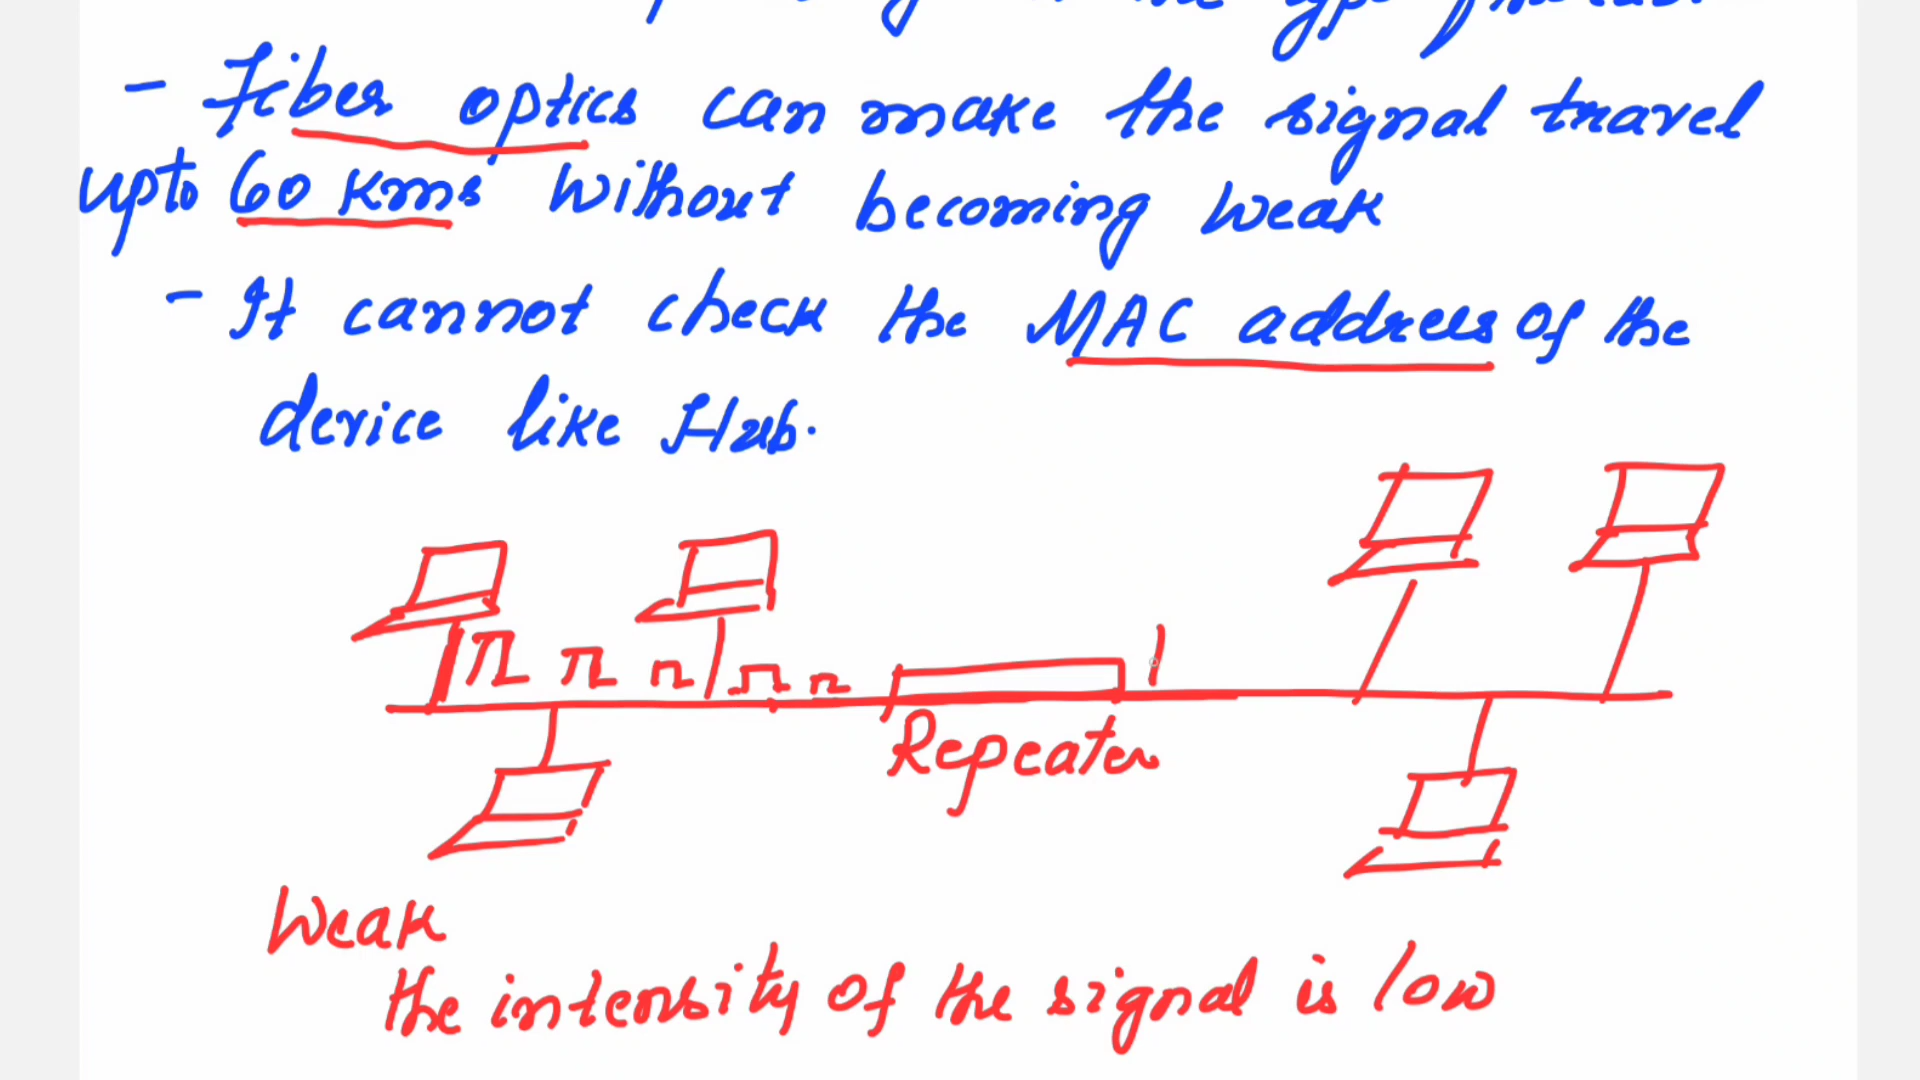 - Fiber optics can make the signal travel
upto 60 Kms without becoming weak
- It cannot check the MAC address of the
device like Hub.
Repeater
Weak
the intensity of the signal is low